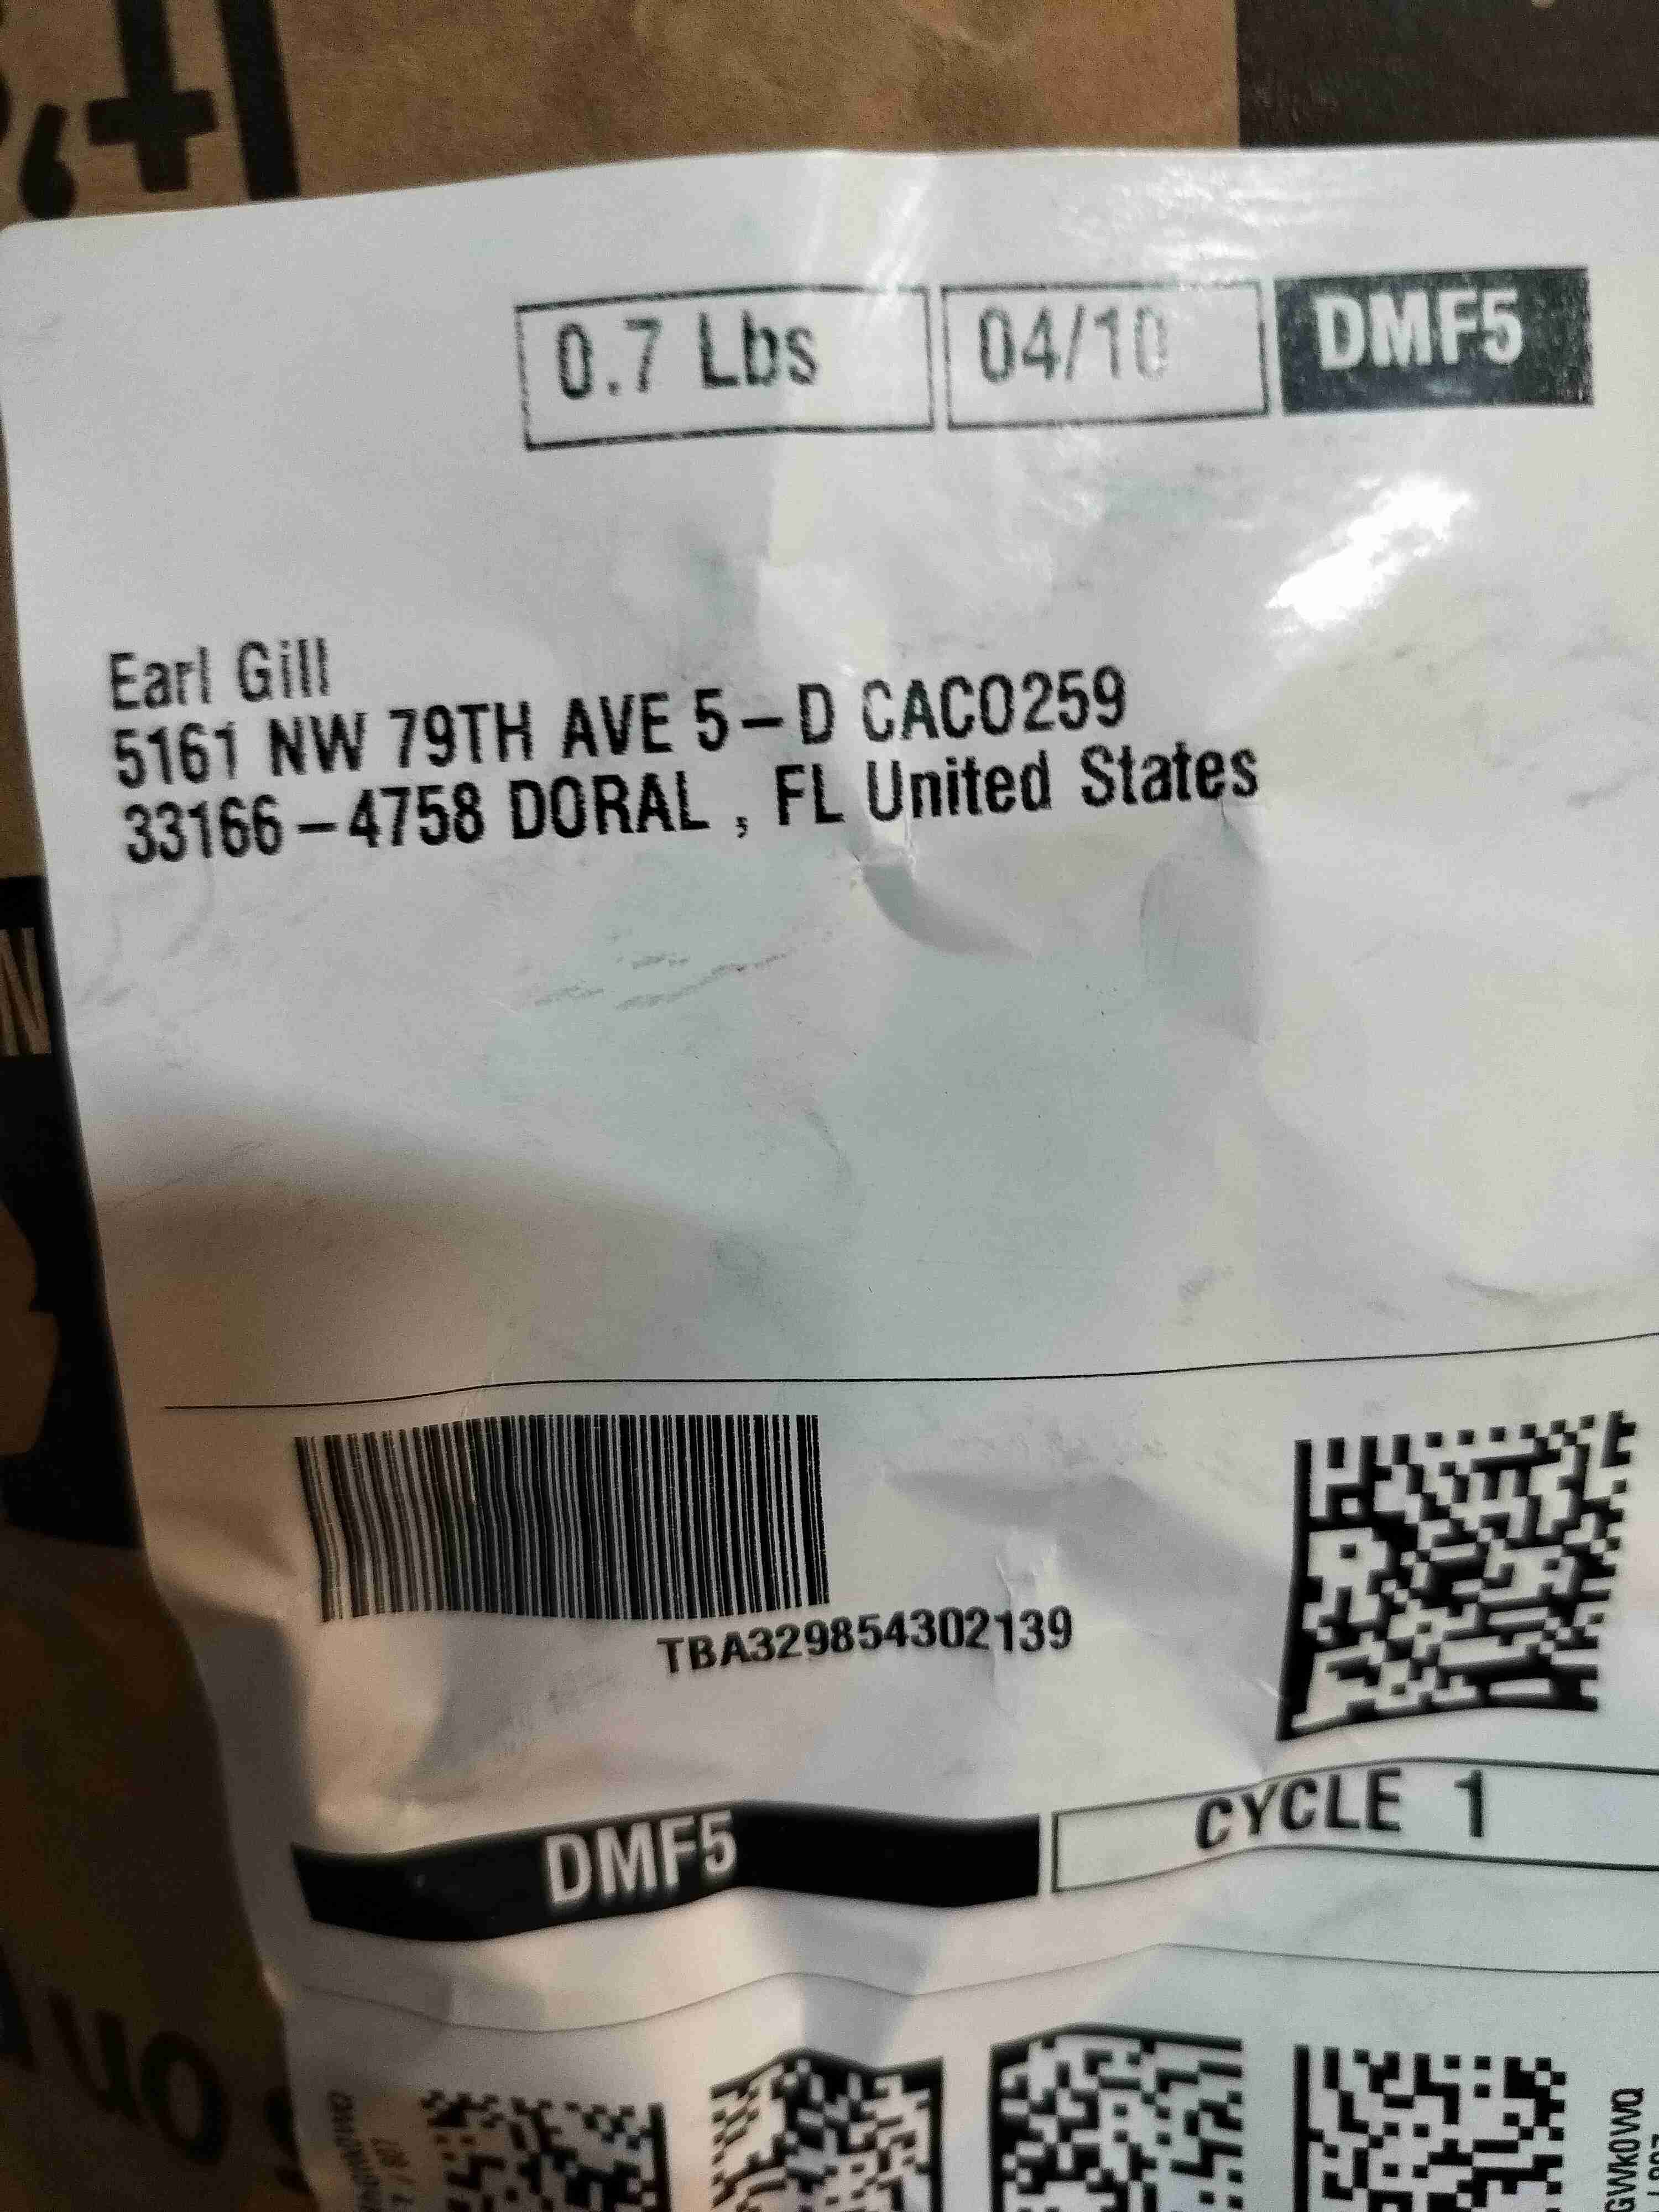 0.7 Lbs 04/10 DMF5
Earl Gill
5161 NW 79TH AVE 5-D CACO259
33166-4758 DORAL , FL United States
TBA329854302139
DMF5 CYCLE 1